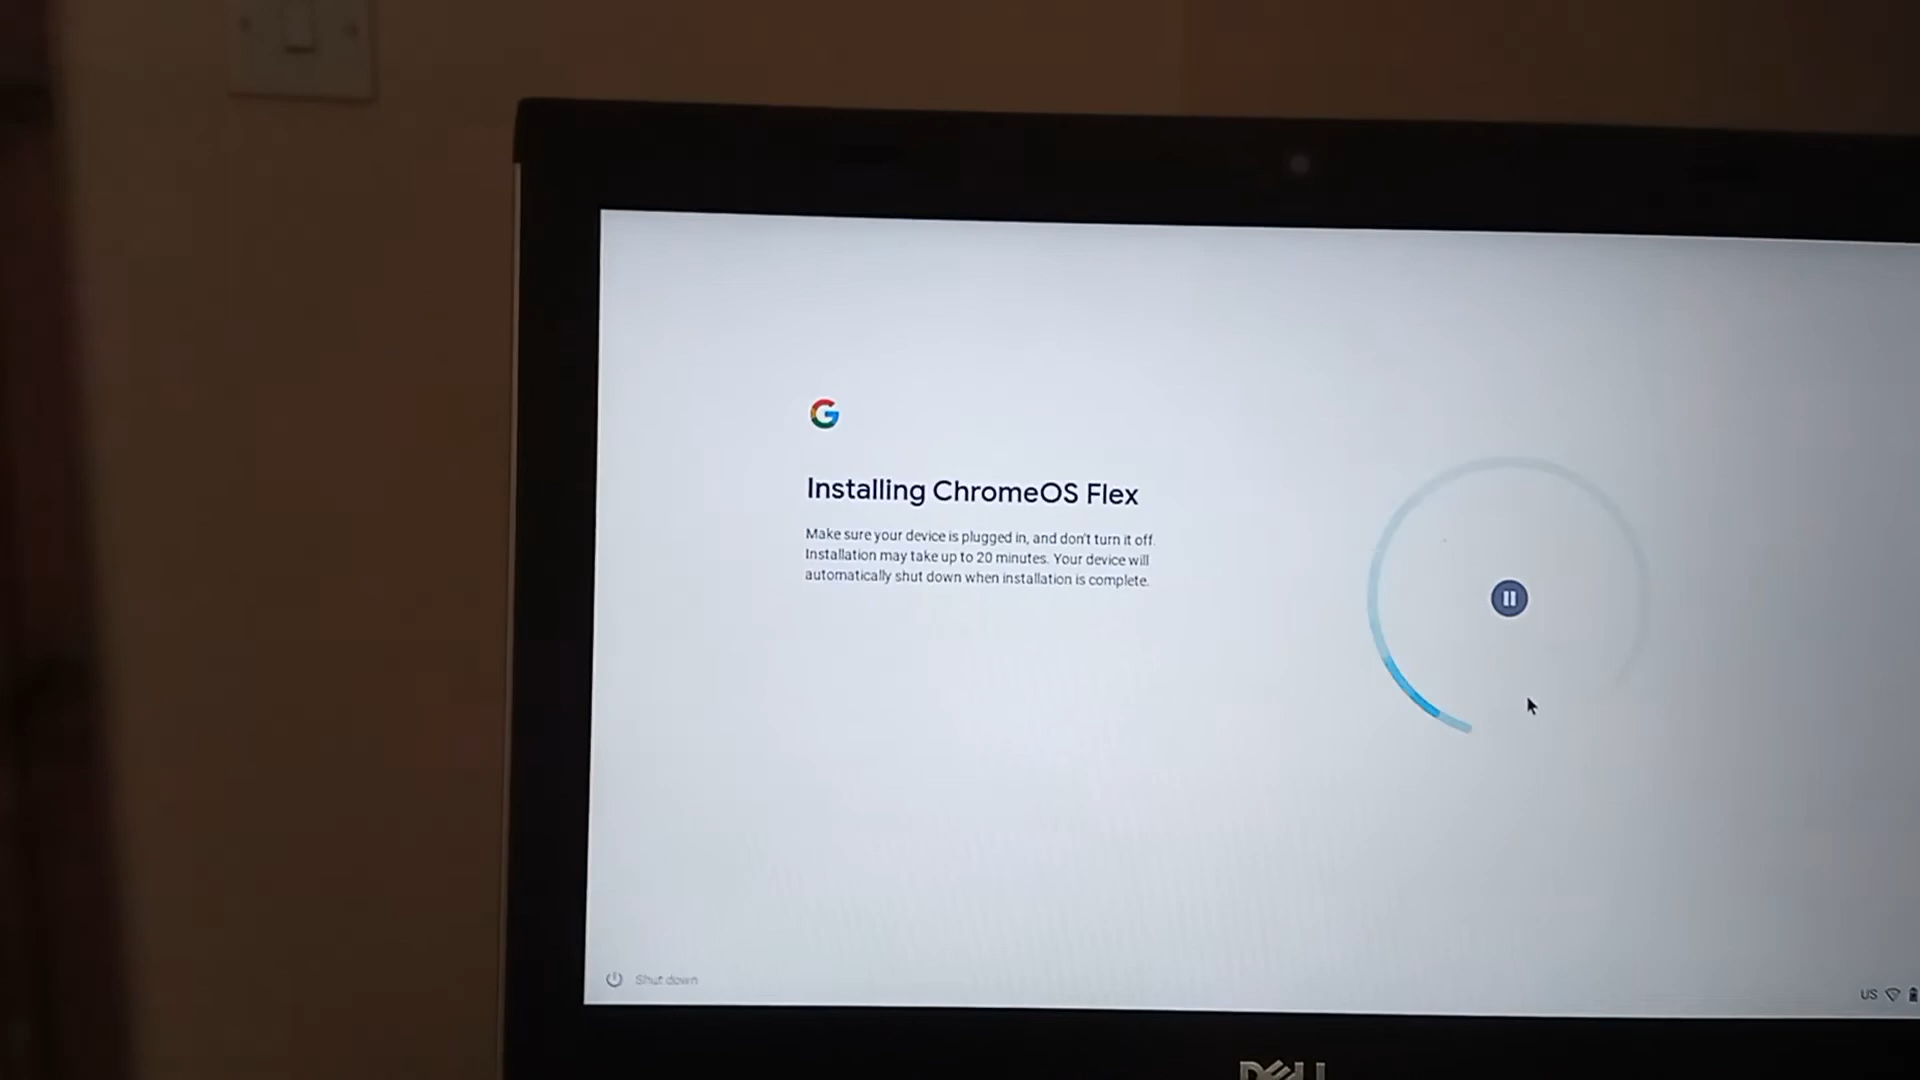 Installing ChromeOS Flex
Make sure your device is plugged in, and don't turn it off.
Installation may take up to 20 minutes. Your device will
automatically shut down when installation is complete.
Shut down
US
DELL